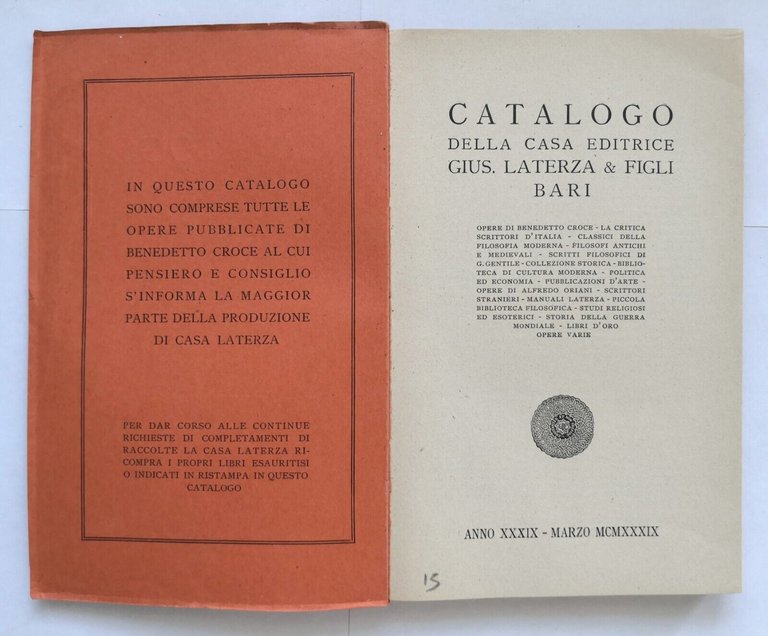 IN QUESTO CATALOGO
SONO COMPRESE TUTTE LE
OPERE PUBBLICATE DI
BENEDETTO CROCE AL CUI
PENSIERO E CONSIGLIO
S'INFORMA LA MAGGIOR
PARTE DELLA PRODUZIONE
DI CASA LATERZA
PER DAR CORSO ALLE CONTINUE
RICHIESTE DI COMPLETAMENTI DI
RACCOLTE LA CASA LATERZA RI-
COMPRA I PROPRI LIBRI ESAURITISI
O INDICATI IN RISTAMPA IN QUESTO
CATALOGO
CATALOGO
DELLA CASA EDITRICE
GIUS. LATERZA & FIGLI
BARI
OPERE DI BENEDETTO CROCE - LA CRITICA
SCRITTORI D'ITALIA - CLASSICI DELLA
FILOSOFIA MODERNA - FILOSOFI ANTICHI
E MEDIEVALI - SCRITTI FILOSOFICI DI
G. GENTILE - COLLEZIONE STORICA - BIBLIO-
TECA DI CULTURA MODERNA - POLITICA
ED ECONOMIA - PUBBLICAZIONI D'ARTE -
OPERE DI ALFREDO ORIANI - SCRITTORI
STRANIERI - MANUALI LATERZA - PICCOLA
BIBLIOTECA FILOSOFICA - STUDI RELIGIOSI
ED ESOTERICI - STORIA DELLA GUERRA
MONDIALE - LIBRI D'ORO
OPERE VARIE
ANNO XXXIX - MARZO MCMXXXIX
15